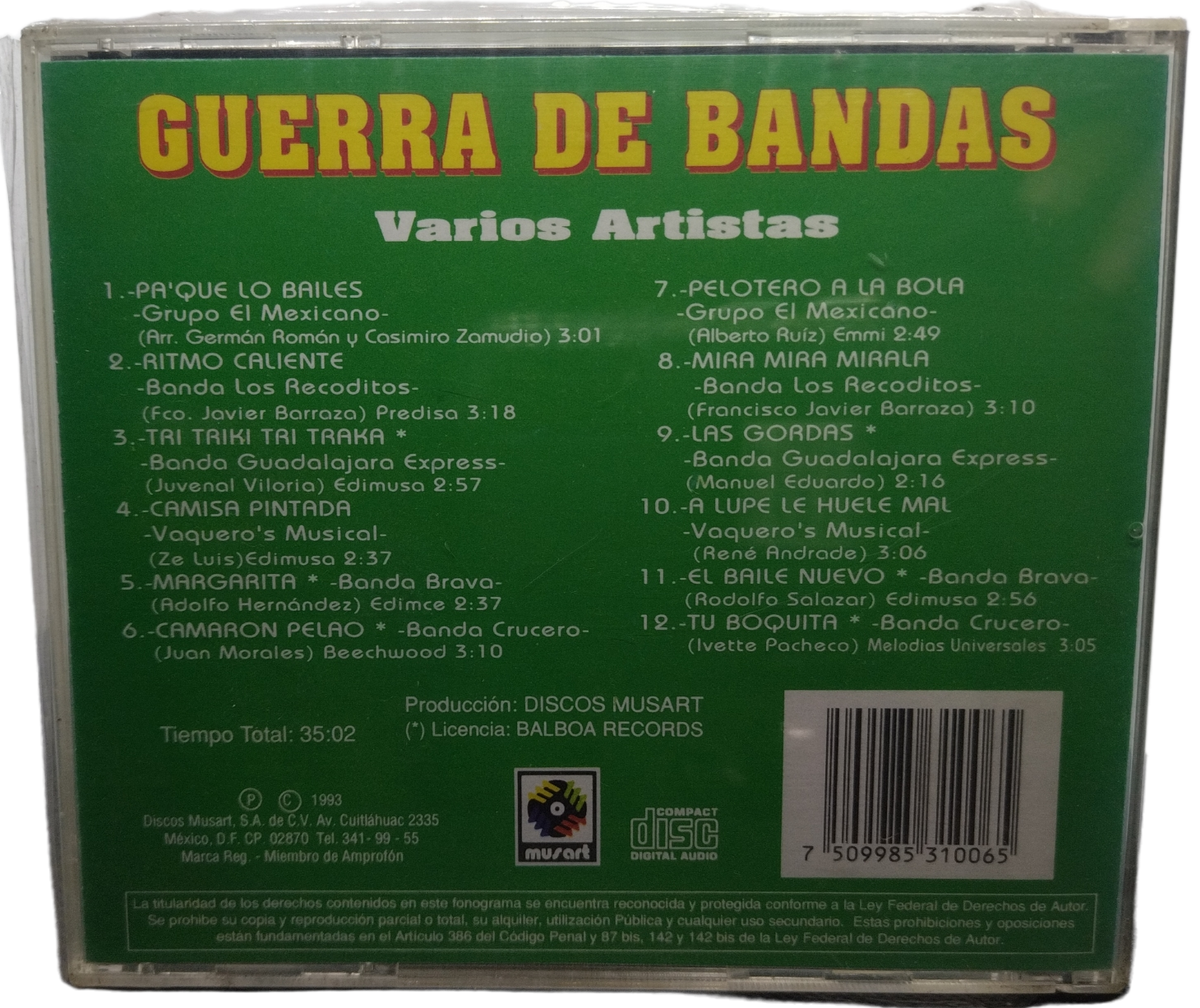 GUERRA DE BANDAS
Varios Artistas
1.-PA'QUE LO BAILES
-Grupo El Mexicano-
(Arr. Germán Román y Casimiro Zamudio) 3:01
2.-RITMO CALIENTE
-Banda Los Recoditos-
(Fco. Javier Barraza) Predisa 3:18
3.-TRI TRIKI TRI TRAKA *
-Banda Guadalajara Express-
(Juvenal Viloria) Edimusa 2:57
4.-CAMISA PINTADA
-Vaquero's Musical-
(Ze Luis)Edimusa 2:37
5.-MARGARITA * -Banda Brava-
(Adolfo Hernández) Edimce 2:37
6.-CAMARON PELAO * -Banda Crucero-
(Juan Morales) Beechwood 3:10
7.-PELOTERO A LA BOLA
-Grupo El Mexicano-
(Alberto Ruíz) Emmi 2:49
8.-MIRA MIRA MIRALA
-Banda Los Recoditos-
(Francisco Javier Barraza) 3:10
9.-LAS GORDAS *
-Banda Guadalajara Express-
(Manuel Eduardo) 2:16
10.-A LUPE LE HUELE MAL
-Vaquero's Musical-
(René Andrade) 3:06
11.-EL BAILE NUEVO * -Banda Brava-
(Rodolfo Salazar) Edimusa 2:56
12.-TU BOQUITA * -Banda Crucero-
(Ivette Pacheco) Melodias Universales 3:05
Tiempo Total: 35:02
Producción: DISCOS MUSART
(*) Licencia: BALBOA RECORDS
Ⓟ Ⓒ 1993
Discos Musart, S.A. de C.V. Av. Cuitláhuac 2335
México, D.F. CP. 02870 Tel. 341- 99 - 55
Marca Reg. - Miembro de Amprofón
musart
COMPACT
disc
DIGITAL AUDIO
7 509985 310065
La titularidad de los derechos contenidos en este fonograma se encuentra reconocida y protegida conforme a la Ley Federal de Derechos de Autor.
Se prohibe su copia y reproducción parcial o total, su alquiler, utilización Pública y cualquier uso secundario. Estas prohibiciones y oposiciones
están fundamentadas en el Articulo 386 del Código Penal y 87 bis, 142 y 142 bis de la Ley Federal de Derechos de Autor.